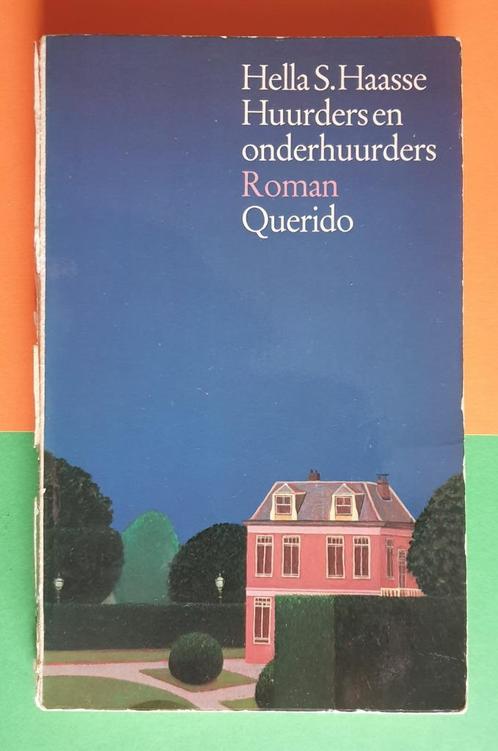 Hella S. Haasse
Huurders en
onderhuurders
Roman
Querido